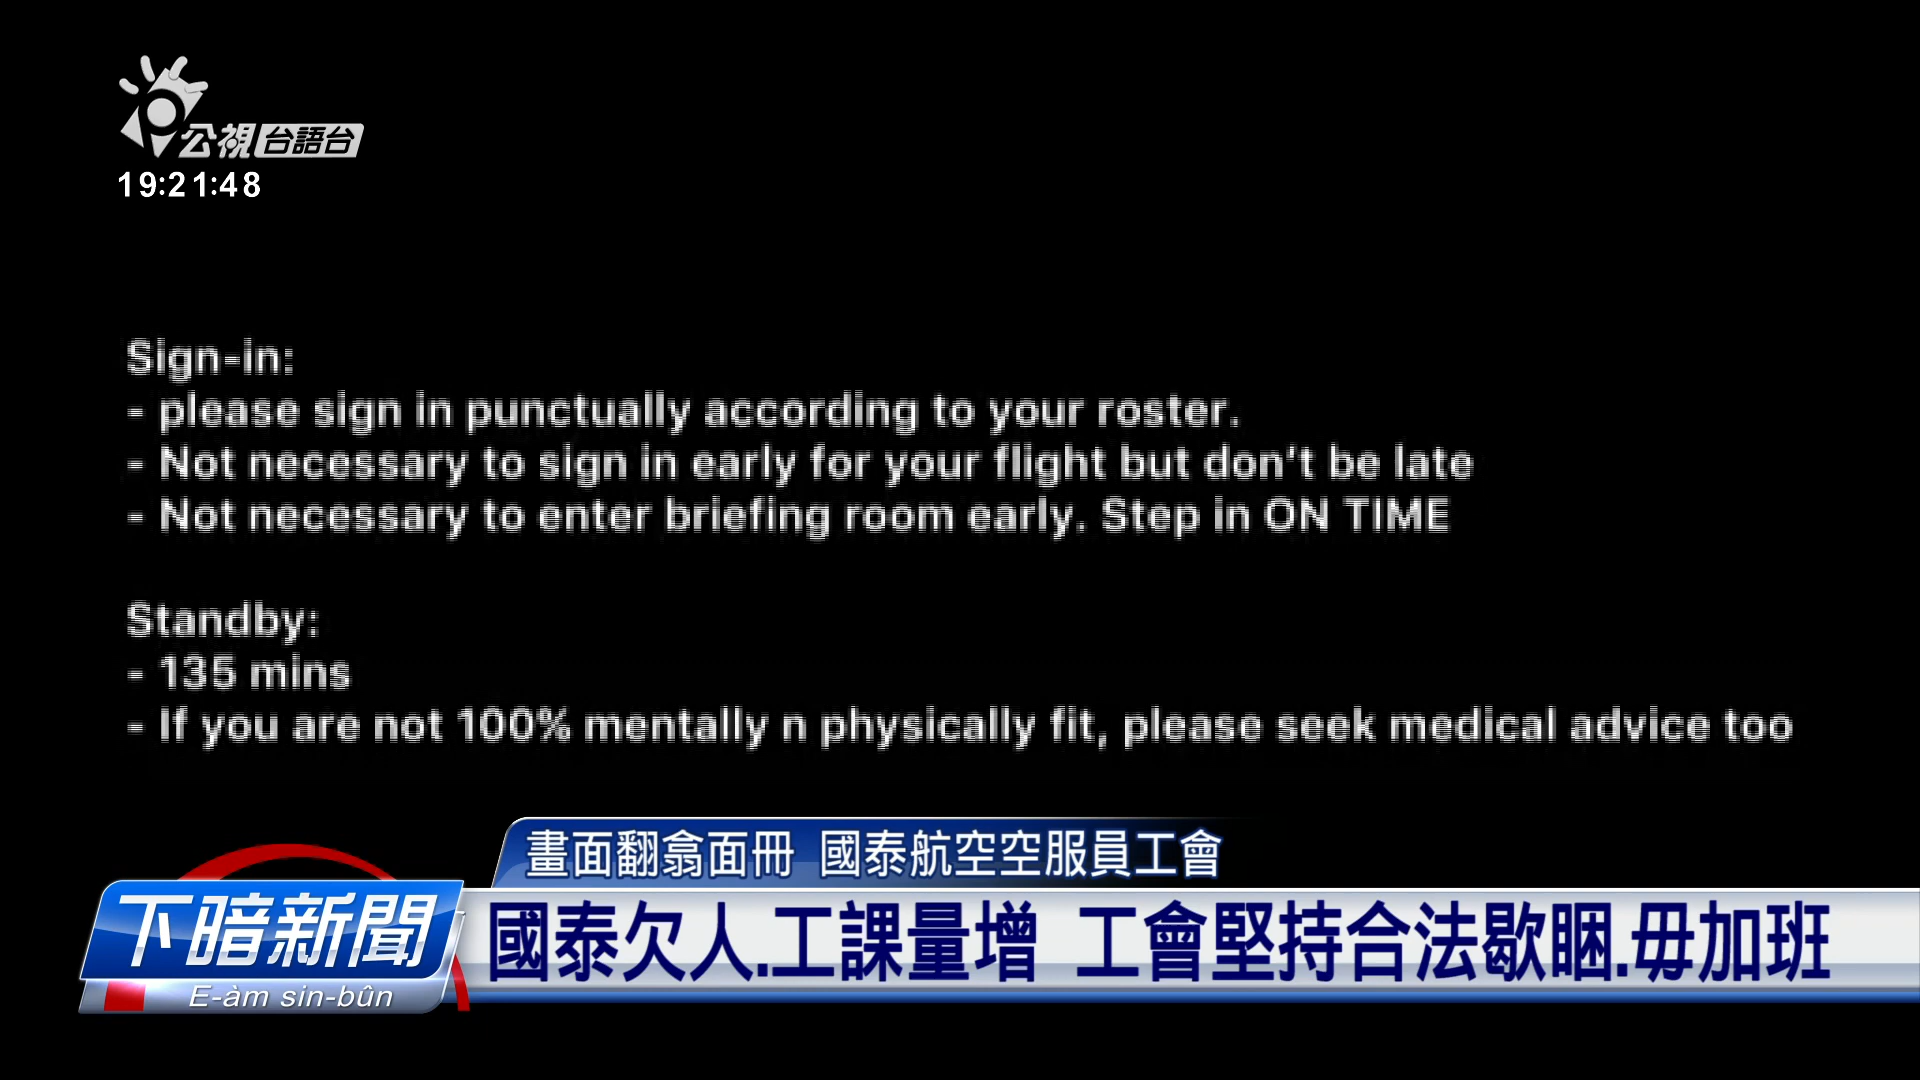 公視台語台
19:21:48
Sign-in:
- please sign in punctually according to your roster.
- Not necessary to sign in early for your flight but don't be late
- Not necessary to enter briefing room early. Step in ON TIME
Standby:
- 135 mins
- If you are not 100% mentally n physically fit, please seek medical advice too
畫面翻翕面冊 國泰航空空服員工會
下暗新聞
E-àm sin-bûn
國泰欠人.工課量增 工會堅持合法歇睏.毋加班